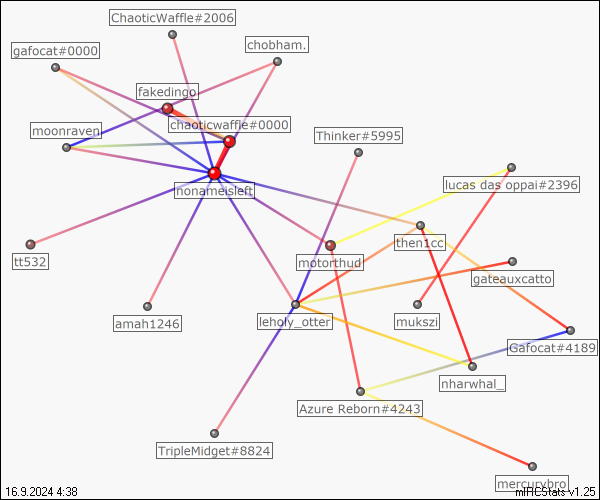 ChaoticWaffle#2006
gafocat#0000
chobham.
fakedingo
chaoticwaffle#0000
moonraven
Thinker#5995
nonameisleft
lucas das oppai#2396
then1cc
tt532
motorthud
gateauxcatto
amah1246
leholy_otter
mukszi
Gafocat#4189
nharwhal_
Azure Reborn#4243
TripleMidget#8824
mercurybro
16.9.2024 4:38
mIRCStats v1.25